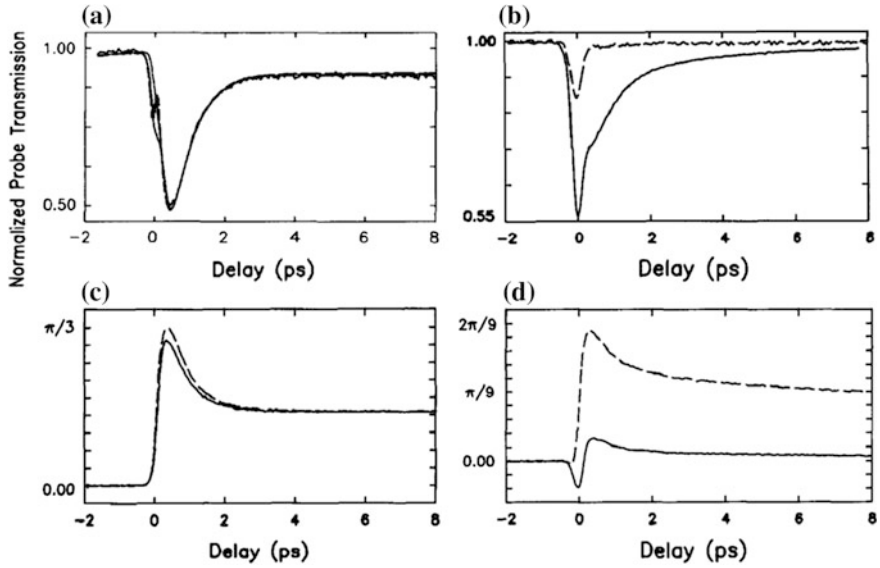 Normalized Probe Transmission
(a)
1.00
0.50
-2 0 2 4 6 8
Delay (ps)
(b)
1.00
0.55
-2 0 2 4 6 8
Delay (ps)
(c)
π/3
0.00
-2 0 2 4 6 8
Delay (ps)
(d)
2π/9
π/9
0.00
-2 0 2 4 6 8
Delay (ps)